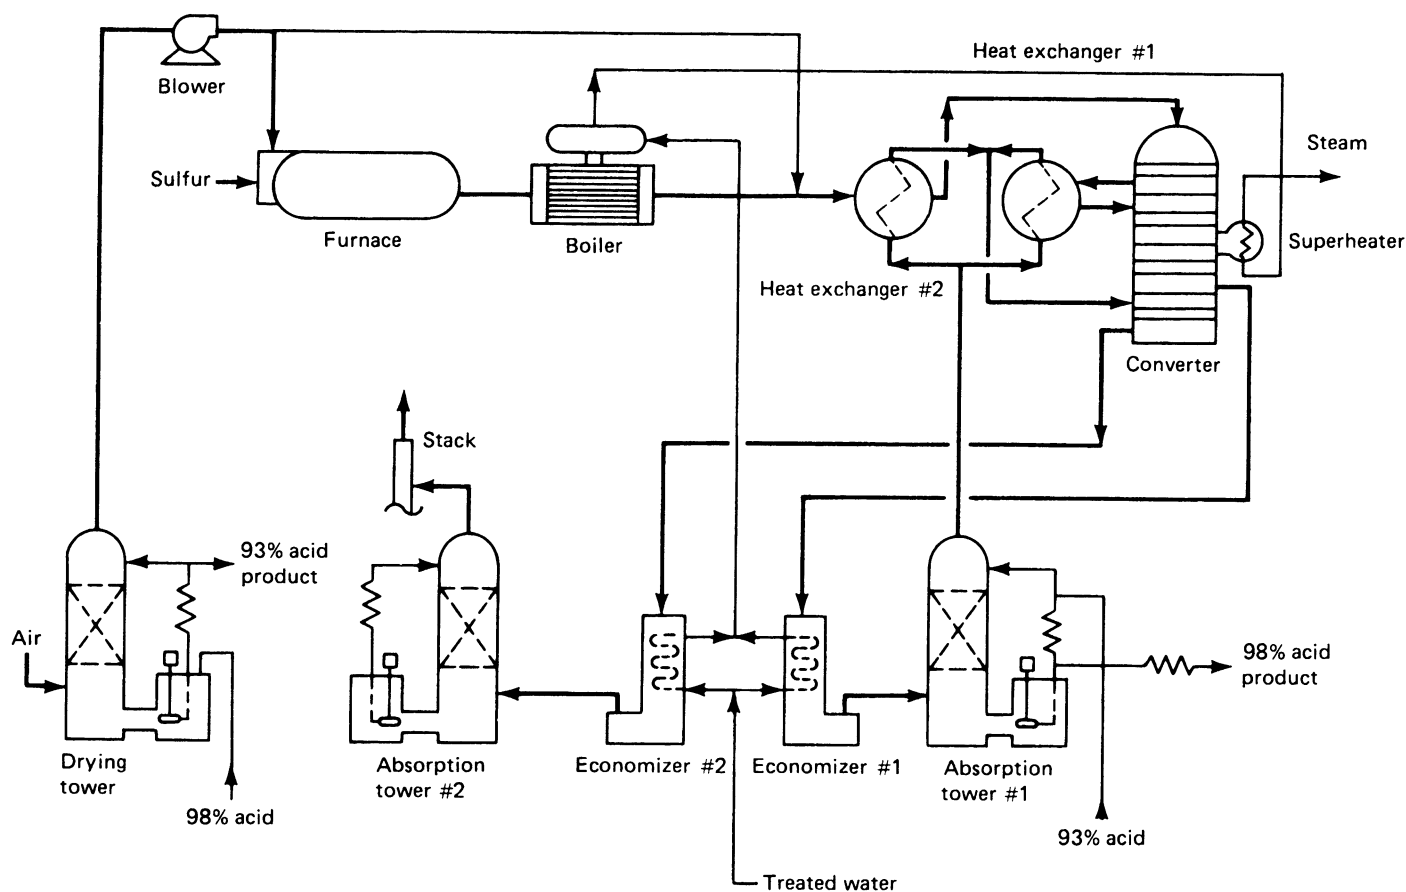 Heat exchanger #1
Blower
Steam
Sulfur
Furnace
Boiler
Superheater
Heat exchanger #2
Converter
Stack
93% acid
product
Air
98% acid
product
Drying
tower
Absorption
tower #2
Economizer #2
Economizer #1
Absorption
tower #1
98% acid
93% acid
Treated water